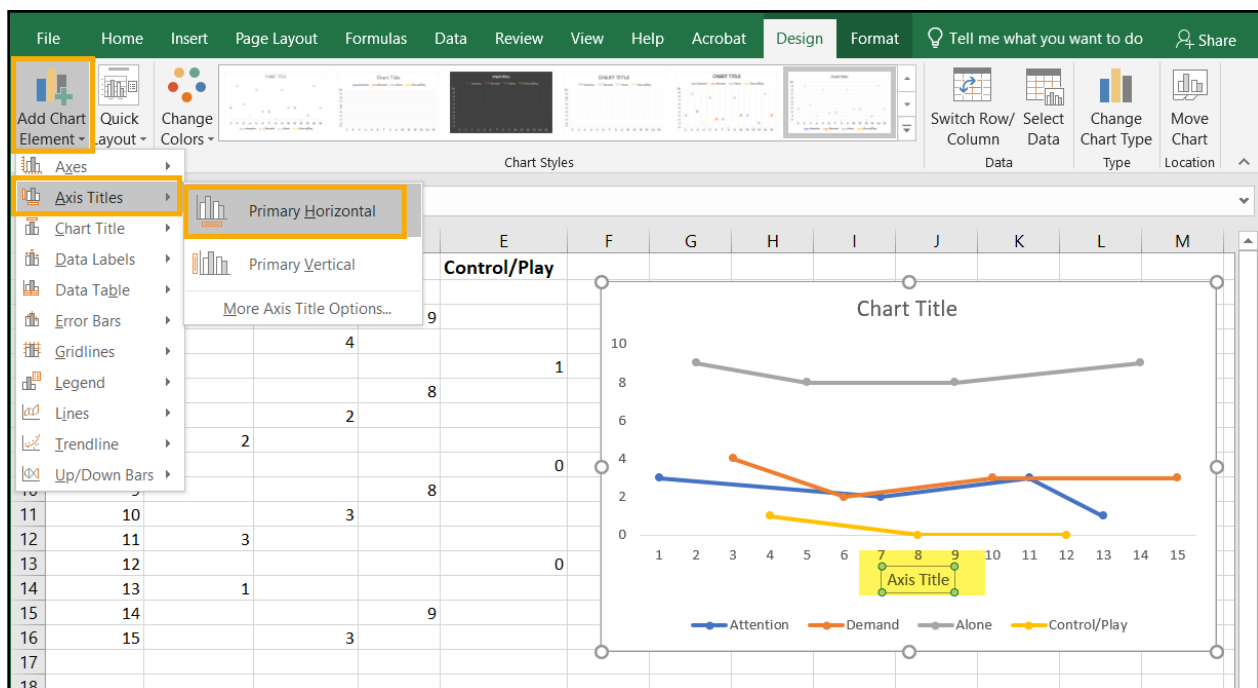 File Home Insert Page Layout Formulas Data Review View Help Acrobat Design Format Tell me what you want to do Share
Add Chart Element
Quick Layout
Change Colors
Switch Row/ Column
Select Data
Change Chart Type
Move Chart
Chart Styles
Data
Type
Location
Axes
Axis Titles
Chart Title
Data Labels
Data Table
Error Bars
Gridlines
Legend
Lines
Trendline
Up/Down Bars
Primary Horizontal
Primary Vertical
More Axis Title Options...
E F G H I J K L M
Control/Play
9
4
1
8
2
2
0
8
11 10 3
12 11 3
13 12 0
14 13 1
15 14 9
16 15 3
17
18
Chart Title
10
8
6
4
2
0
1 2 3 4 5 6 7 8 9 10 11 12 13 14 15
Axis Title
Attention Demand Alone Control/Play